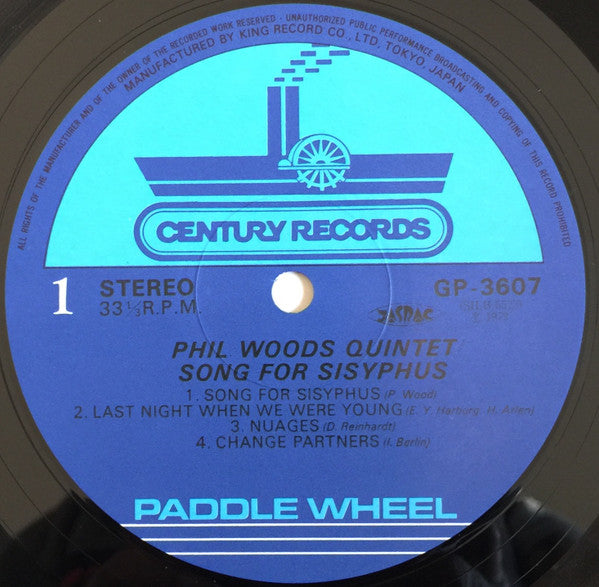 ALL RIGHTS OF THE MANUFACTURER AND OF THE OWNER OF THE RECORDED WORK RESERVED - UNAUTHORIZED PUBLIC PERFORMANCE BROADCASTING AND COPYING OF THIS RECORD PROHIBITED
MANUFACTURED BY KING RECORD CO., LTD. TOKYO, JAPAN
CENTURY RECORDS
1 STEREO
33 1/3 R.P.M.
GP-3607
JASRAC
PHIL WOODS QUINTET/
SONG FOR SISYPHUS
1. SONG FOR SISYPHUS (P. Wood)
2. LAST NIGHT WHEN WE WERE YOUNG (E. Y. Harburg, H. Arlen)
3. NUAGES (D. Reinhardt)
4. CHANGE PARTNERS (I. Berlin)
PADDLE WHEEL